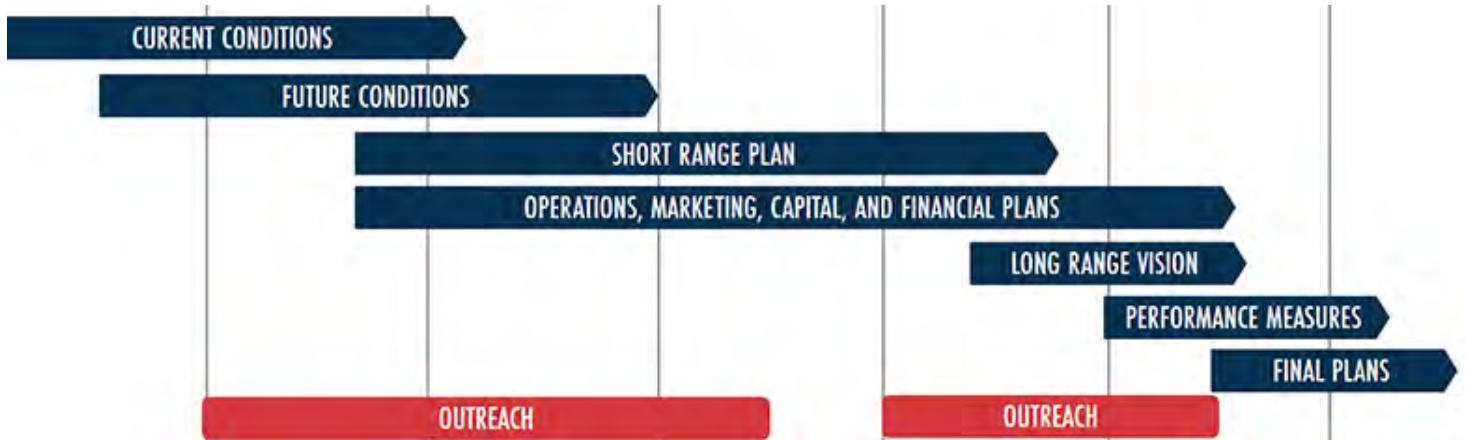 CURRENT CONDITIONS
FUTURE CONDITIONS
SHORT RANGE PLAN
OPERATIONS, MARKETING, CAPITAL, AND FINANCIAL PLANS
LONG RANGE VISION
PERFORMANCE MEASURES
FINAL PLANS
OUTREACH
OUTREACH